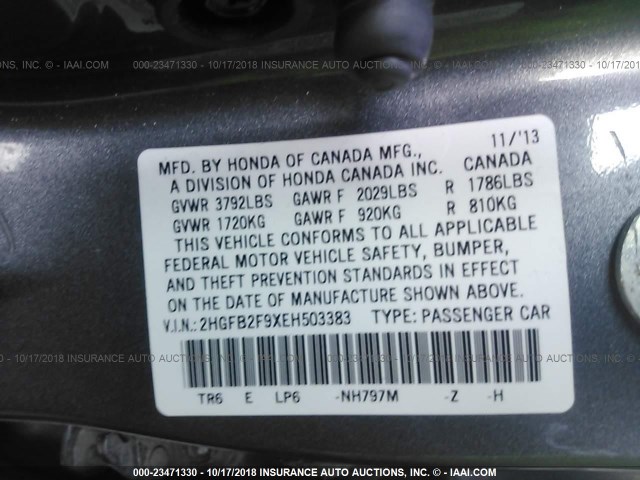 INC. - IAAI.COM 000-23471330 - 10/17/2018 INSURANCE AUTO AUCTIONS, INC. - IAAI.COM 000-23471330
MFD. BY HONDA OF CANADA MFG., 11/'13
A DIVISION OF HONDA CANADA INC. CANADA
GVWR 3792LBS GAWR F 2029LBS R 1786LBS
GVWR 1720KG GAWR F 920KG R 810KG
THIS VEHICLE CONFORMS TO ALL APPLICABLE
FEDERAL MOTOR VEHICLE SAFETY, BUMPER,
AND THEFT PREVENTION STANDARDS IN EFFECT
ON THE DATE OF MANUFACTURE SHOWN ABOVE.
V.I.N.:2HGFB2F9XEH503383 TYPE: PASSENGER CAR
TR6 E LP6 -NH797M -Z -H
000-23471330 - 10/17/2018 INSURANCE AUTO AUCTIONS, INC. - IAAI.COM